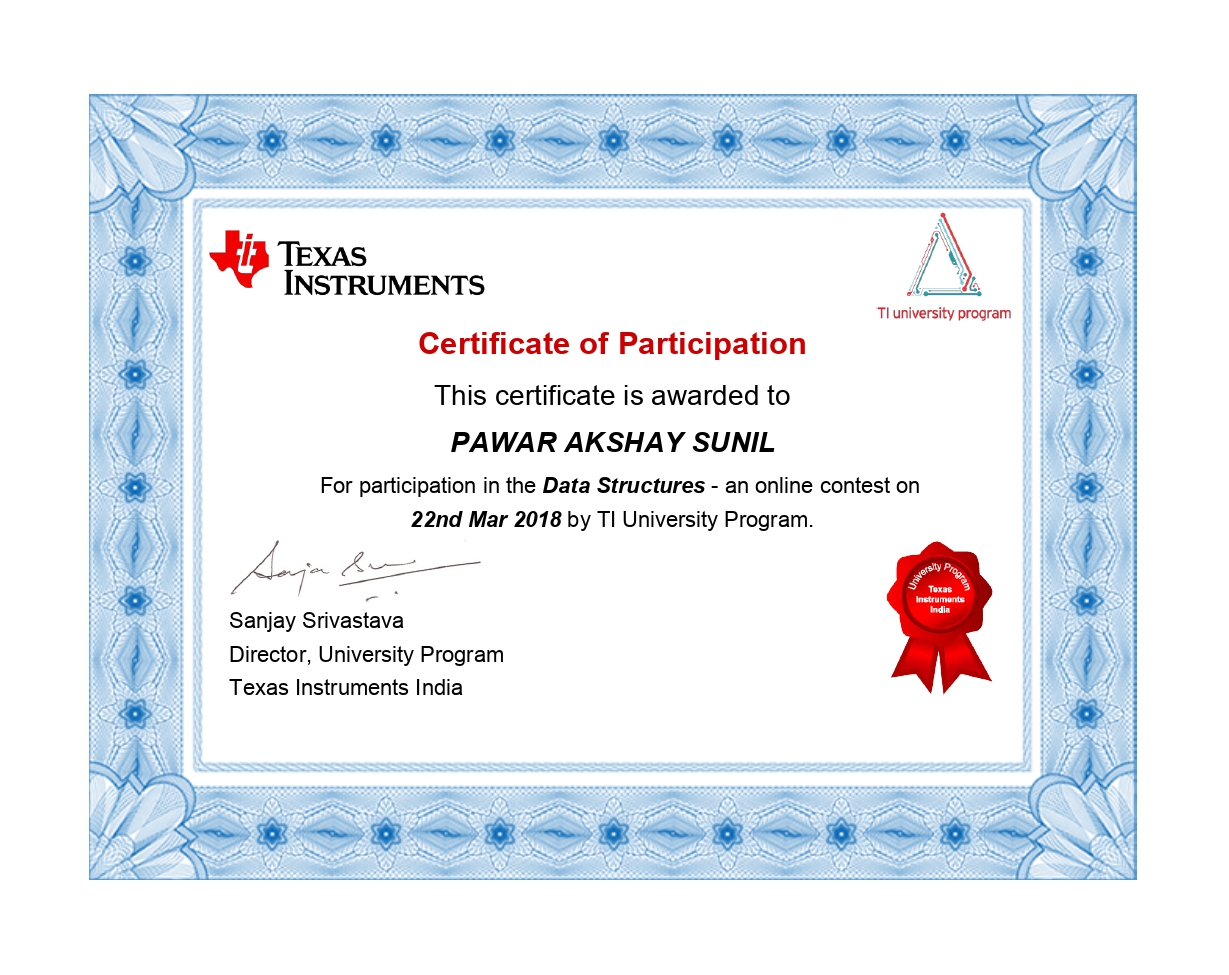 Texas
Instruments
TI university program
Certificate of Participation
This certificate is awarded to
PAWAR AKSHAY SUNIL
For participation in the Data Structures - an online contest on
22nd Mar 2018 by TI University Program.
Sanjay Srivastava
Director, University Program
Texas Instruments India
University Program
Texas
Instruments
India